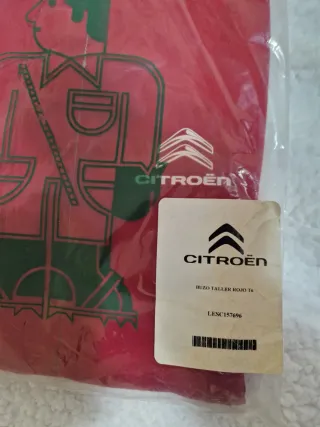 CITROËN
CITROËN
BUZO TALLER ROJO T6
LESC157696